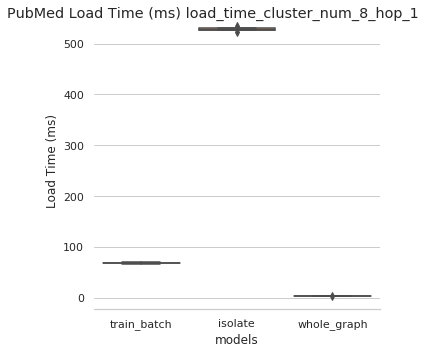 PubMed Load Time (ms) load_time_cluster_num_8_hop_1
500
400
300
200
100
0
Load Time (ms)
train_batch
isolate
whole_graph
models